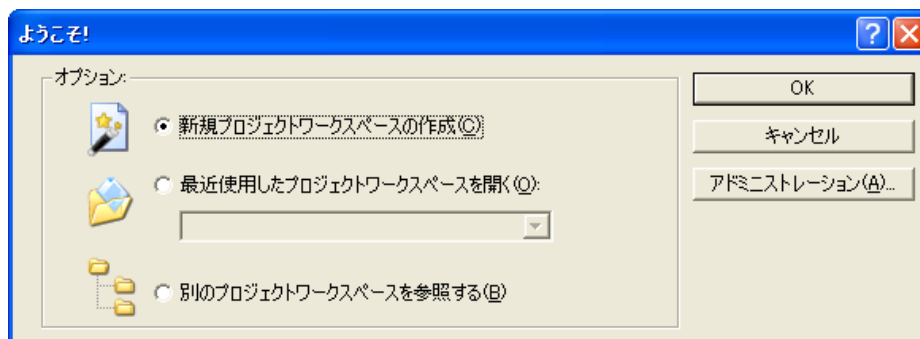 ようこそ!
オプション:
新規プロジェクトワークスペースの作成(C)
最近使用したプロジェクトワークスペースを開く(O):
別のプロジェクトワークスペースを参照する(B)
OK
キャンセル
アドミニストレーション(A)...